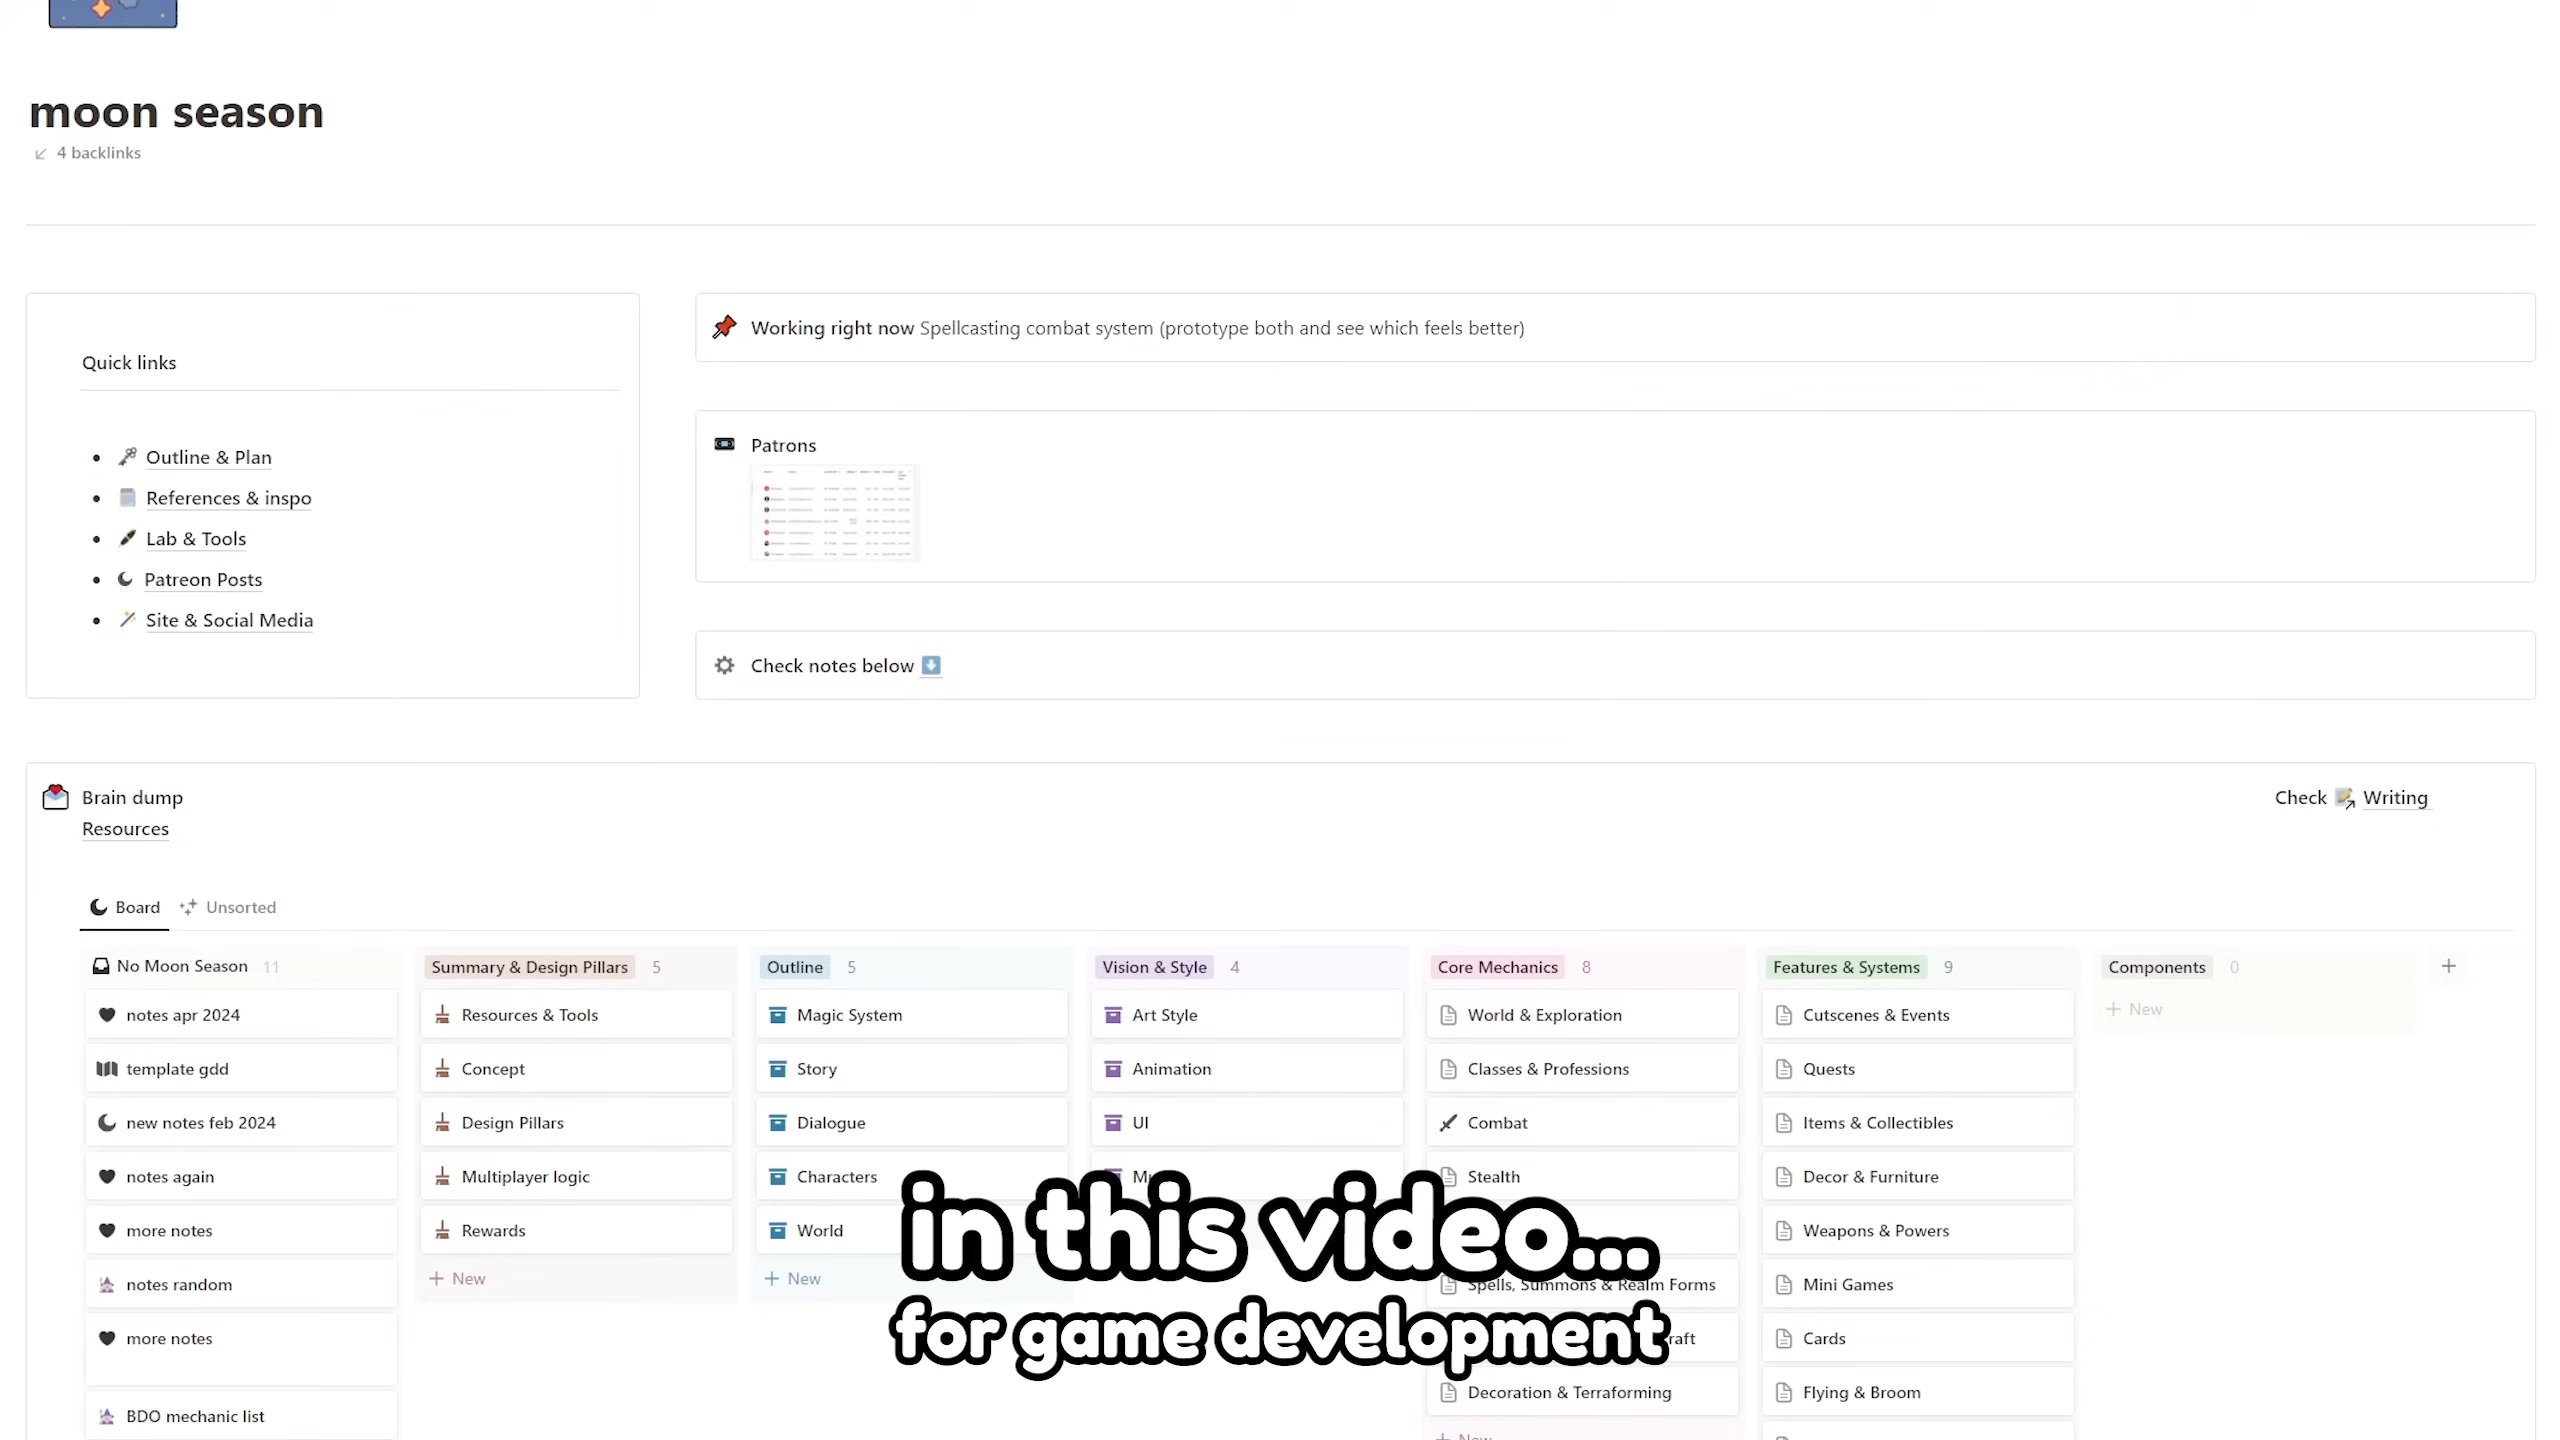 moon season
4 backlinks
Quick links
Outline & Plan
References & inspo
Lab & Tools
Patreon Posts
Site & Social Media
Working right now Spellcasting combat system (prototype both and see which feels better)
Patrons
Check notes below
Brain dump
Resources
Check Writing
Board
Unsorted
No Moon Season 11
notes apr 2024
template gdd
new notes feb 2024
notes again
more notes
notes random
more notes
BDO mechanic list
Summary & Design Pillars 5
Resources & Tools
Concept
Design Pillars
Multiplayer logic
Rewards
+ New
Outline 5
Magic System
Story
Dialogue
Characters
World
+ New
Vision & Style 4
Art Style
Animation
UI
Core Mechanics 8
World & Exploration
Classes & Professions
Combat
Stealth
Spells, Summons & Realm Forms
Decoration & Terraforming
Features & Systems 9
Cutscenes & Events
Quests
Items & Collectibles
Decor & Furniture
Weapons & Powers
Mini Games
Cards
Flying & Broom
Components 0
+ New
in this video...
for game development